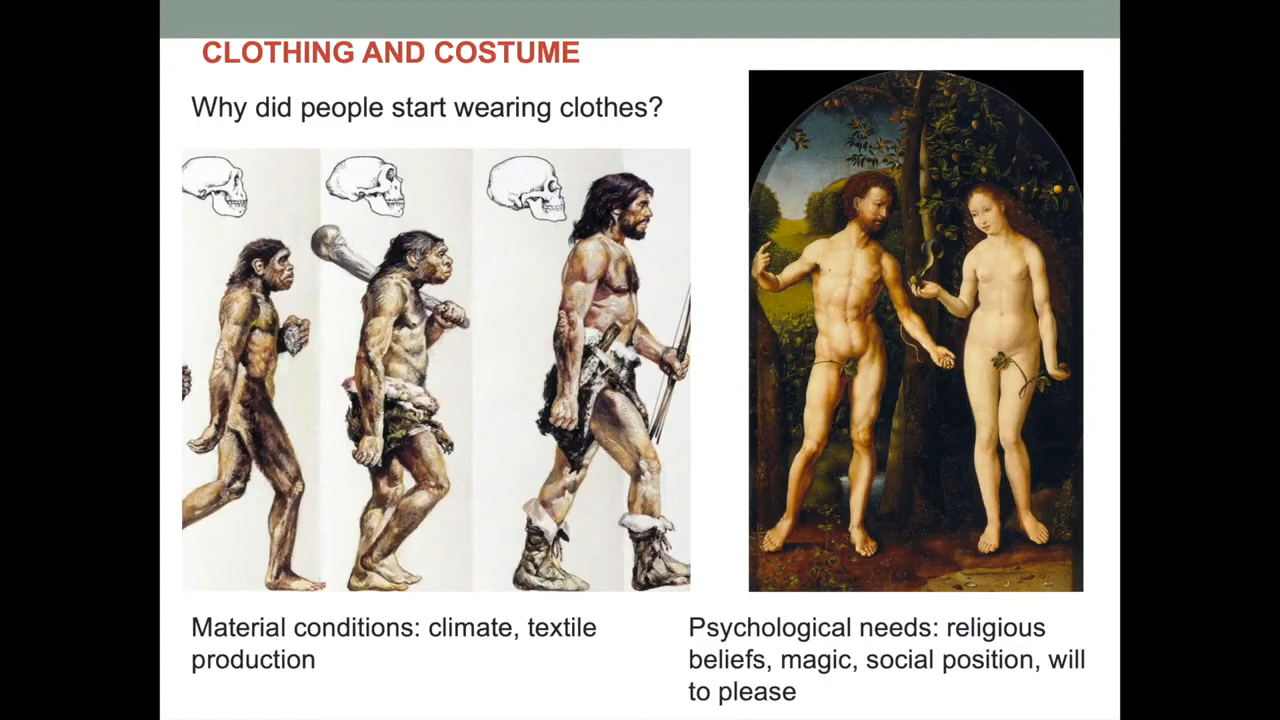 CLOTHING AND COSTUME
Why did people start wearing clothes?
Material conditions: climate, textile
production
Psychological needs: religious
beliefs, magic, social position, will
to please